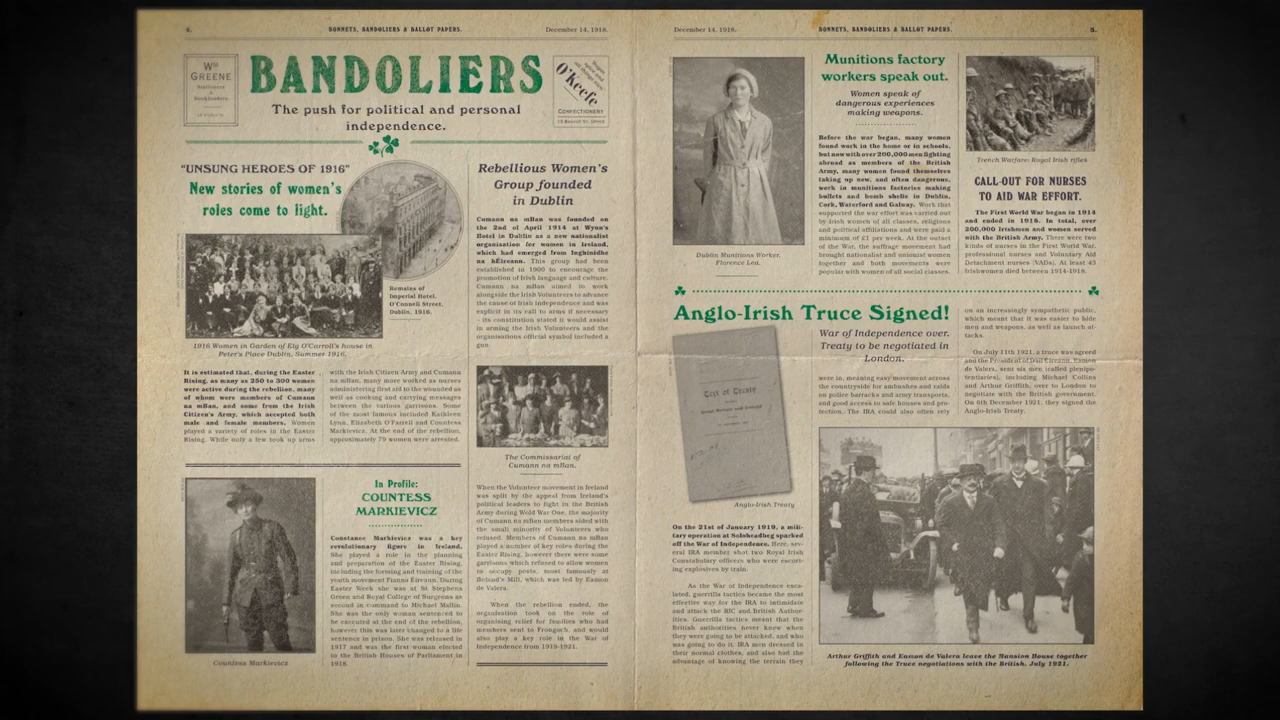 4.
BONNETS, BANDOLIERS & BALLOT PAPERS.
December 14, 1918.
WM
GREENE
Stationers
&
Booksellers
BANDOLIERS
The push for political and personal
independence.
O'Keefe
CONFECTIONERY
"UNSUNG HEROES OF 1916"
New stories of women's
roles come to light.
Remains of
Imperial Hotel,
O'Connell Street,
Dublin, 1916.
1916 Women in Garden of Ely O'Carroll's house in
Peter's Place Dublin, Summer 1916.
It is estimated that, during the Easter
Rising, as many as 250 to 300 women
were active during the rebellion, many
of whom were members of Cumann
na mBan, and some from the Irish
Citizen's Army, which accepted both
male and female members. Women
played a variety of roles in the Easter
Rising. While only a few took up arms
with the Irish Citizen Army and Cumann
na mBan, many more worked as nurses
administering first aid to the wounded as
well as cooking and carrying messages
between the various garrisons. Some
of the most famous included Kathleen
Lynn, Elizabeth O'Farrell and Countess
Markievicz. At the end of the rebellion,
approximately 79 women were arrested.
Countess Markievicz
In Profile:
COUNTESS
MARKIEVICZ
Constance Markievicz was a key
revolutionary figure in Ireland.
She played a role in the planning
and preparation of the Easter Rising,
including the forming and training of the
youth movement Fianna Éireann. During
Easter Week she was at St Stephens
Green and Royal College of Surgeons as
second in command to Michael Mallin.
She was the only woman sentenced to
be executed at the end of the rebellion,
however this was later changed to a life
sentence in prison. She was released in
1917 and was the first woman elected
to the British Houses of Parliament in
1918.
Rebellious Women's
Group founded
in Dublin
Cumann na mBan was founded on
the 2nd of April 1914 at Wynn's
Hotel in Dublin as a new nationalist
organisation for women in Ireland,
which had emerged from Inghinidhe
na hÉireann. This group had been
established in 1900 to encourage the
promotion of Irish language and culture.
Cumann na mBan aimed to work
alongside the Irish Volunteers to advance
the cause of Irish independence and was
explicit in its call to arms if necessary
– its constitution stated it would assist
in arming the Irish Volunteers and the
organisations official symbol included a
gun.
The Commissariat of
Cumann na mBan.
When the Volunteer movement in Ireland
was split by the appeal from Ireland's
political leaders to fight in the British
Army during Wold War One, the majority
of Cumann na mBan members sided with
the small minority of Volunteers who
refused. Members of Cumann na mBan
played a number of key roles during the
Easter Rising, however there were some
garrisons which refused to allow women
to occupy posts, most famously at
Boland's Mill, which was led by Eamon
de Valera.
When the rebellion ended, the
organisation took on the role of
organising relief for families who had
members sent to Frongoch, and would
also play a key role in the War of
Independence from 1919-1921.
December 14, 1918.
BONNETS, BANDOLIERS & BALLOT PAPERS.
5.
Dublin Munitions Worker,
Florence Lea.
Munitions factory
workers speak out.
Women speak of
dangerous experiences
making weapons.
Before the war began, many women
found work in the home or in schools,
but now with over 200,000 men fighting
abroad as members of the British
Army, many women found themselves
taking up new, and often dangerous,
work in munitions factories making
bullets and bomb shells in Dublin,
Cork, Waterford and Galway. Work that
supported the war effort was carried out
by Irish women of all classes, religions
and political affiliations and were paid a
minimum of £1 per week. At the outset
of the War, the suffrage movement had
brought nationalist and unionist women
together and both movements were
popular with women of all social classes.
Trench Warfare: Royal Irish rifles
CALL-OUT FOR NURSES
TO AID WAR EFFORT.
The First World War began in 1914
and ended in 1918. In total, over
200,000 Irishmen and women served
with the British Army. There were two
kinds of nurses in the First World War,
professional nurses and Voluntary Aid
Detachment nurses (VADs). At least 45
Irishwomen died between 1914-1918.
Anglo-Irish Truce Signed!
War of Independence over.
Treaty to be negotiated in
London.
Anglo-Irish Treaty
On the 21st of January 1919, a mili-
tary operation at Soloheadbeg sparked
off the War of Independence. Here, sev-
eral IRA member shot two Royal Irish
Constabulary officers who were escort-
ing explosives by train.
As the War of Independence esca-
lated, guerrilla tactics became the most
effective way for the IRA to intimidate
and attack the RIC and British Author-
ities. Guerrilla tactics meant that the
British authorities never knew when
they were going to be attacked, and who
was going to do it. IRA men dressed in
their normal clothes, and also had the
advantage of knowing the terrain they
were in, meaning easy movement across
the countryside for ambushes and raids
on police barracks and army transports,
and good access to safe houses and pro-
tection. The IRA could also often rely
on an increasingly sympathetic public,
which meant that it was easier to hide
men and weapons, as well as launch at-
tacks.
On July 11th 1921, a truce was agreed
and the President of Dail Eireann, Eamon
de Valera, sent six men (called plenipo-
tentiaries), including Michael Collins
and Arthur Griffith, over to London to
negotiate with the British government.
On 6th December 1921, they signed the
Anglo-Irish Treaty.
Arthur Griffith and Eamon de Valera leave the Mansion House together
following the Truce negotiations with the British, July 1921.